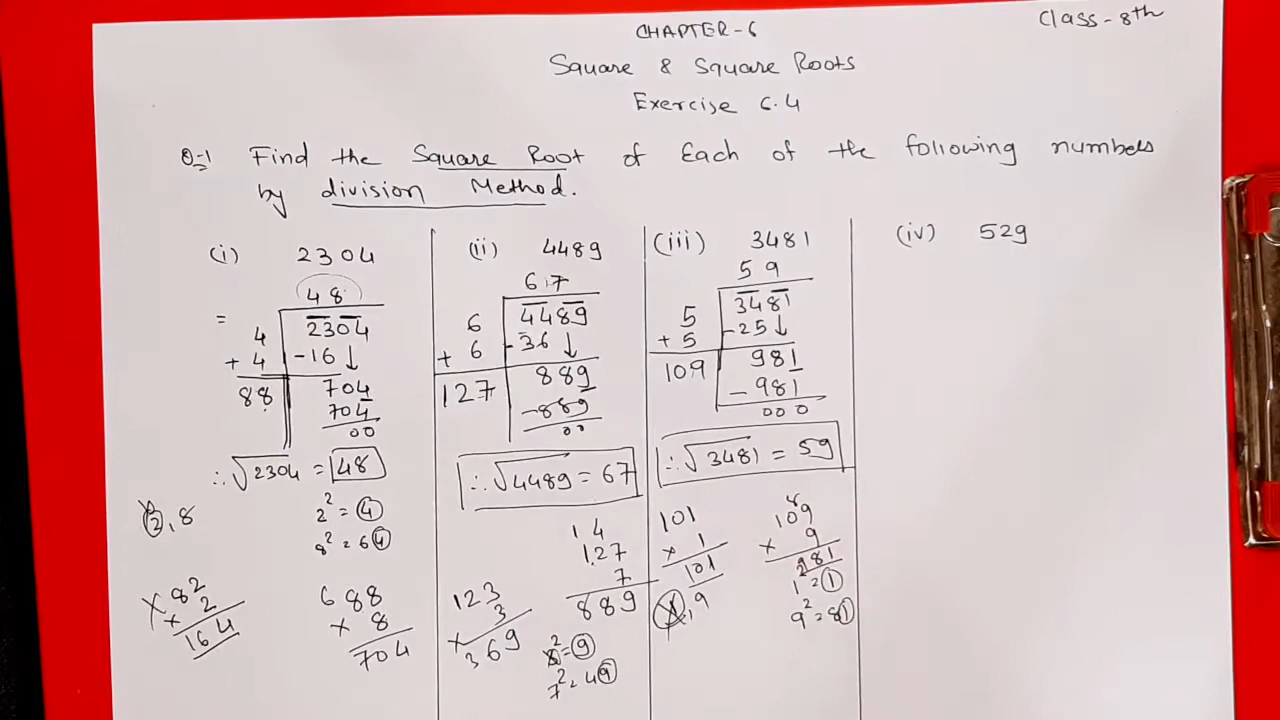 CHAPTER-6
Class-8th
Square & Square Roots
Exercise 6.4
Q-1 Find the Square Root of Each of the following numbers
by division Method.
(i) 2304
48
= 4 2304
+ 4 -16↓
88 704
704
00
∴√2304 = 48
2, 8
2² = 4
8² = 64
82
× 2
164
688
× 8
704
(ii) 4489
67
6 4489
+ 6 -36↓
127 889
-889
00
∴√4489 = 67
14
127
7
889
123
3
× 369
3² = 9
7² = 49
(iii) 3481
59
5 3481
+ 5 -25↓
109 981
-981
000
∴√3481 = 59
101
× 1
101
1, 9
8
109
× 9
981
1² = 1
9² = 81
(iv) 529